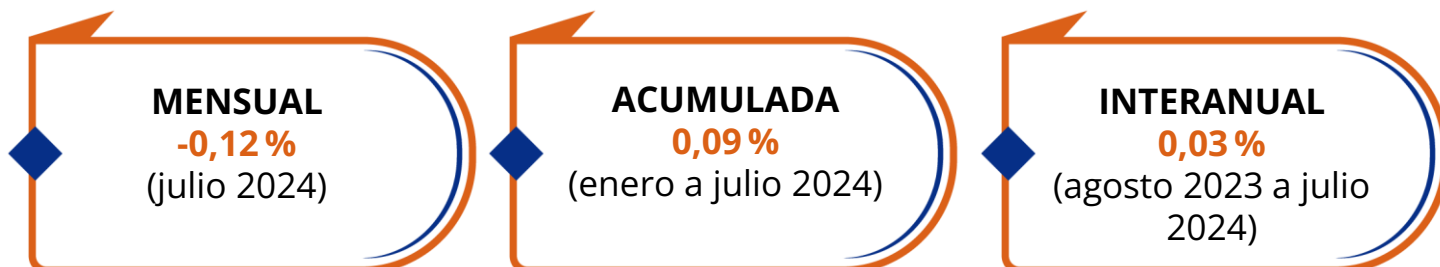 MENSUAL
-0,12 %
(julio 2024)
ACUMULADA
0,09 %
(enero a julio 2024)
INTERANUAL
0,03 %
(agosto 2023 a julio
2024)